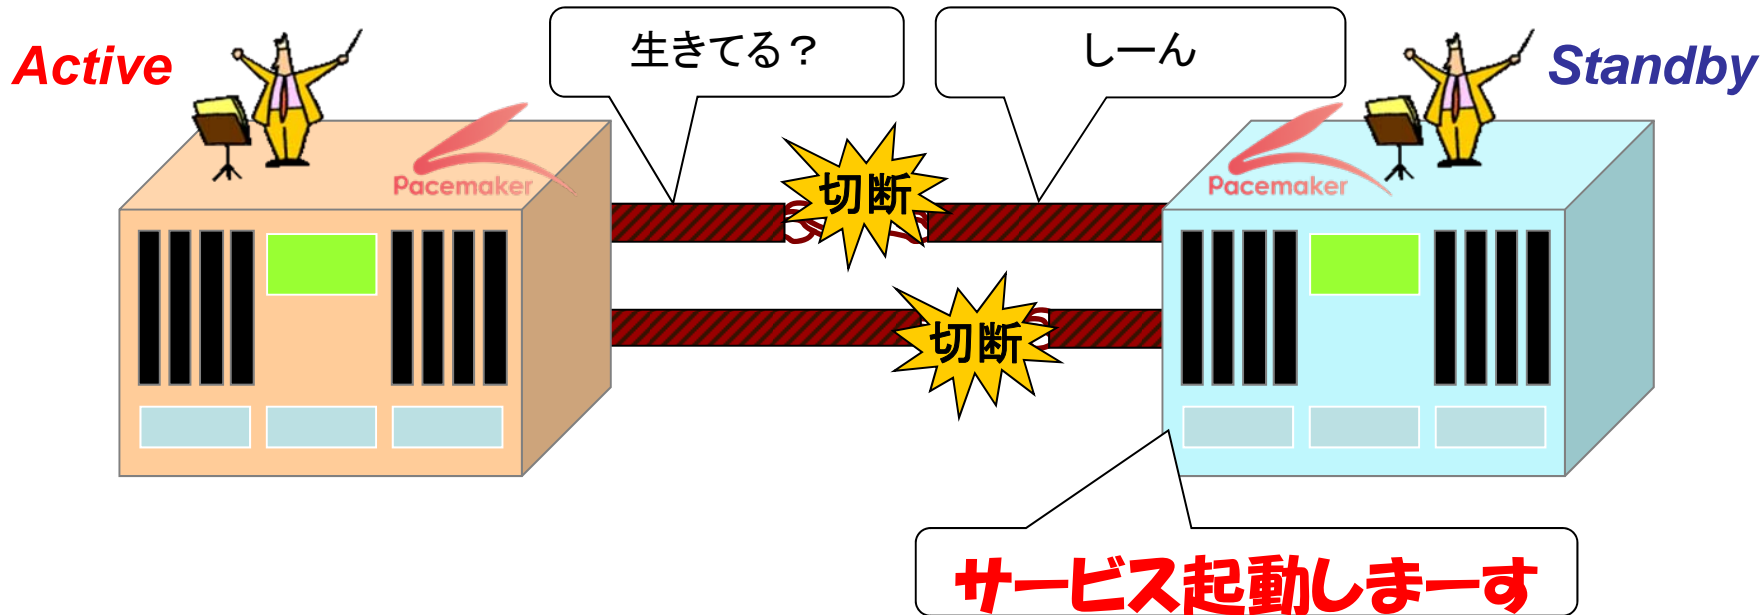 Active
生きてる？
しーん
Standby
Pacemaker
Pacemaker
切断
切断
サービス起動しまーす